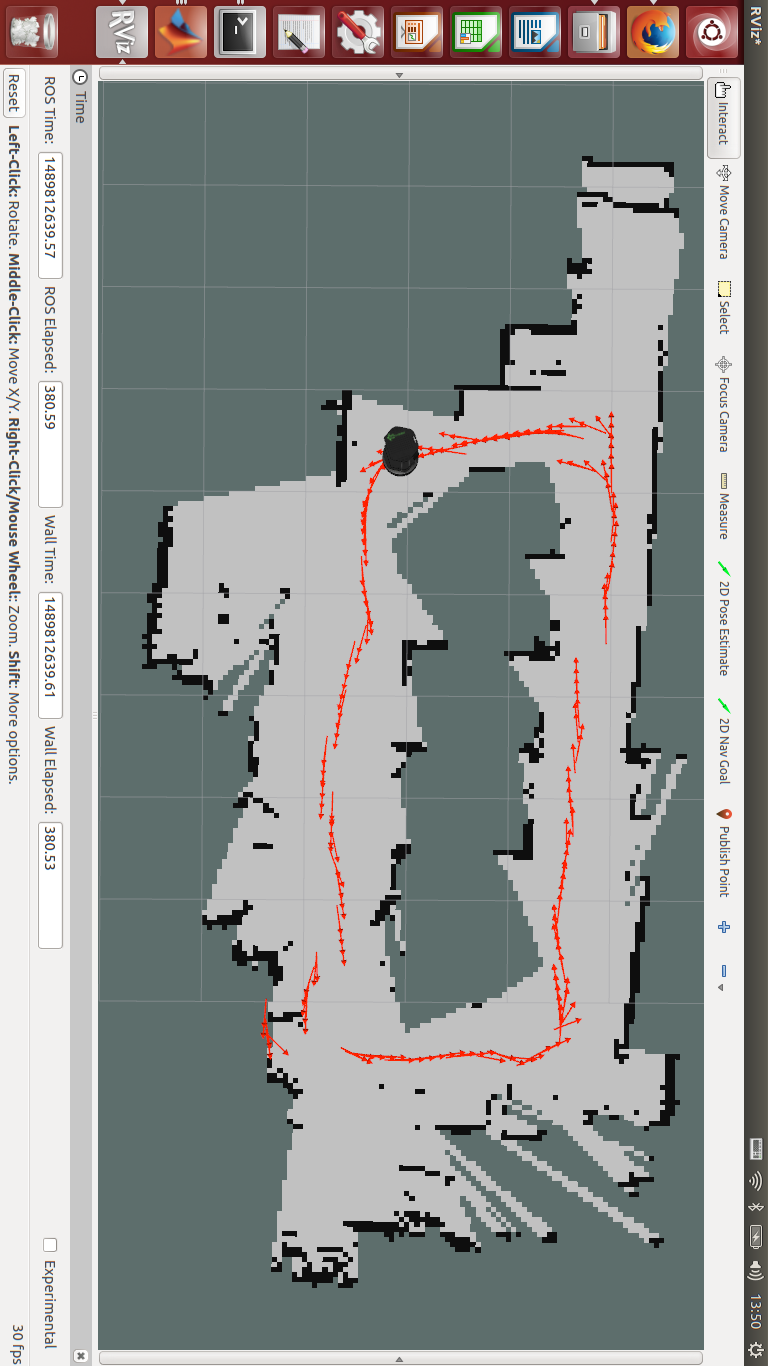 RViz*
13:50
Interact Move Camera Select Focus Camera Measure 2D Pose Estimate 2D Nav Goal Publish Point
RViz
Time
ROS Time: 1489812639.57 ROS Elapsed: 380.59 Wall Time: 1489812639.61 Wall Elapsed: 380.53 Experimental
Reset Left-Click: Rotate. Middle-Click: Move X/Y. Right-Click/Mouse Wheel:: Zoom. Shift: More options. 30 fps